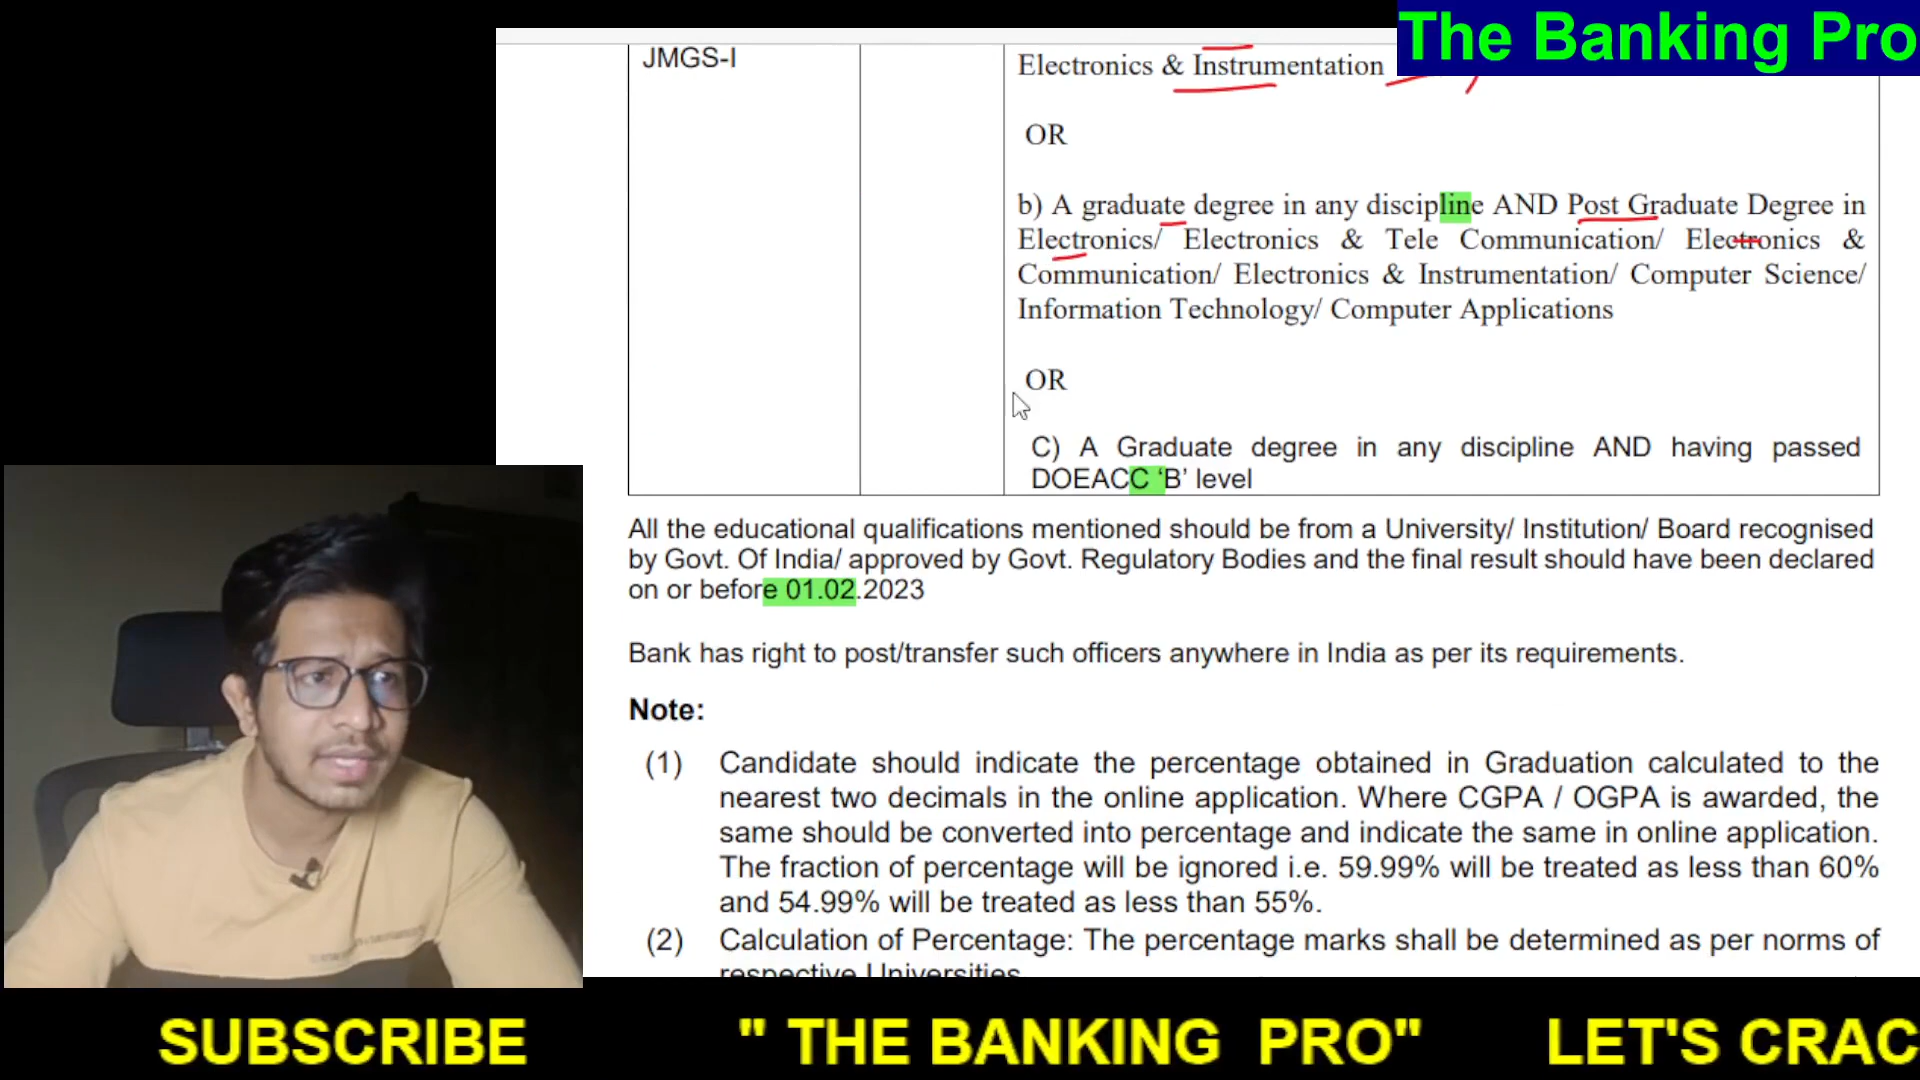 The Banking Pro
JMGS-I
Electronics & Instrumentation
OR
b) A graduate degree in any discipline AND Post Graduate Degree in
Electronics/ Electronics & Tele Communication/ Electronics &
Communication/ Electronics & Instrumentation/ Computer Science/
Information Technology/ Computer Applications
OR
C) A Graduate degree in any discipline AND having passed
DOEACC ‘B’ level
All the educational qualifications mentioned should be from a University/ Institution/ Board recognised
by Govt. Of India/ approved by Govt. Regulatory Bodies and the final result should have been declared
on or before 01.02.2023
Bank has right to post/transfer such officers anywhere in India as per its requirements.
Note:
(1) Candidate should indicate the percentage obtained in Graduation calculated to the
nearest two decimals in the online application. Where CGPA / OGPA is awarded, the
same should be converted into percentage and indicate the same in online application.
The fraction of percentage will be ignored i.e. 59.99% will be treated as less than 60%
and 54.99% will be treated as less than 55%.
(2) Calculation of Percentage: The percentage marks shall be determined as per norms of
respective Universities
SUBSCRIBE " THE BANKING PRO" LET'S CRAC